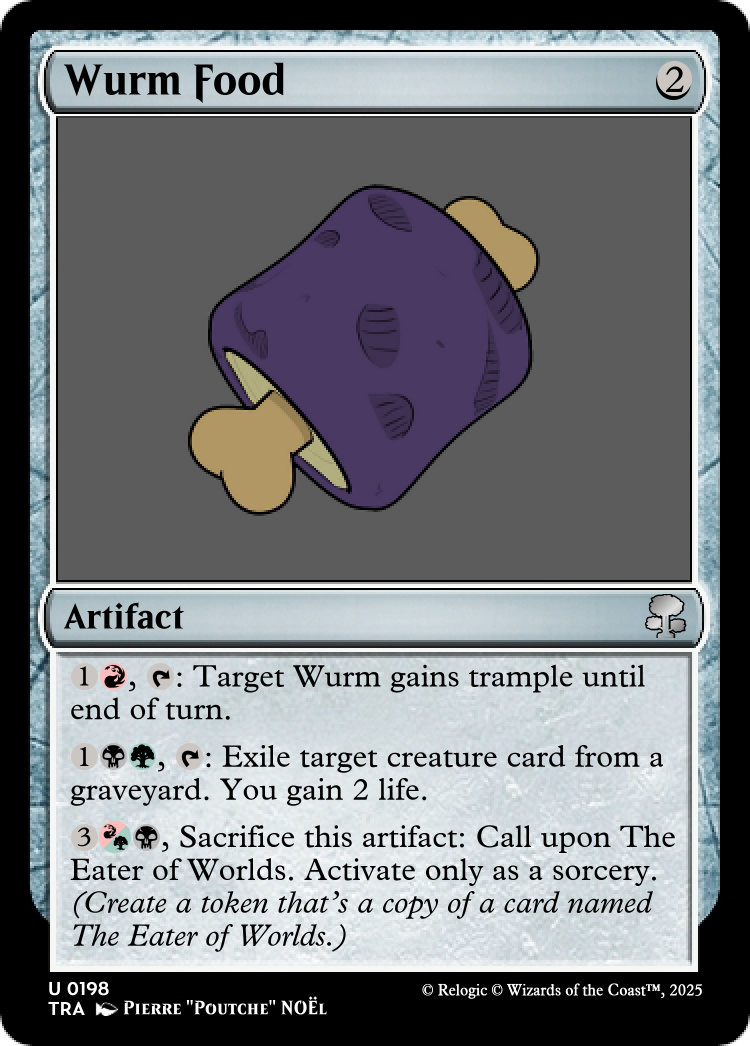 Wurm Food 2
Artifact
1, : Target Wurm gains trample until
end of turn.
1, : Exile target creature card from a
graveyard. You gain 2 life.
3, Sacrifice this artifact: Call upon The
Eater of Worlds. Activate only as a sorcery.
(Create a token that's a copy of a card named
The Eater of Worlds.)
U 0198
TRA PIERRE "POUTCHE" NOËL
© Relogic © Wizards of the Coast™, 2025